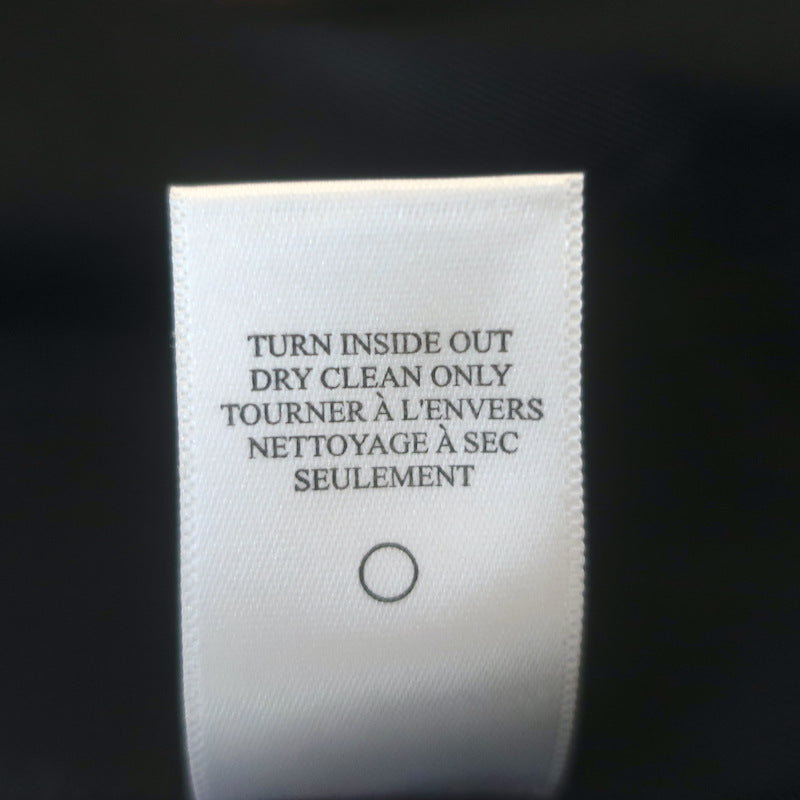 TURN INSIDE OUT
DRY CLEAN ONLY
TOURNER À L'ENVERS
NETTOYAGE À SEC
SEULEMENT